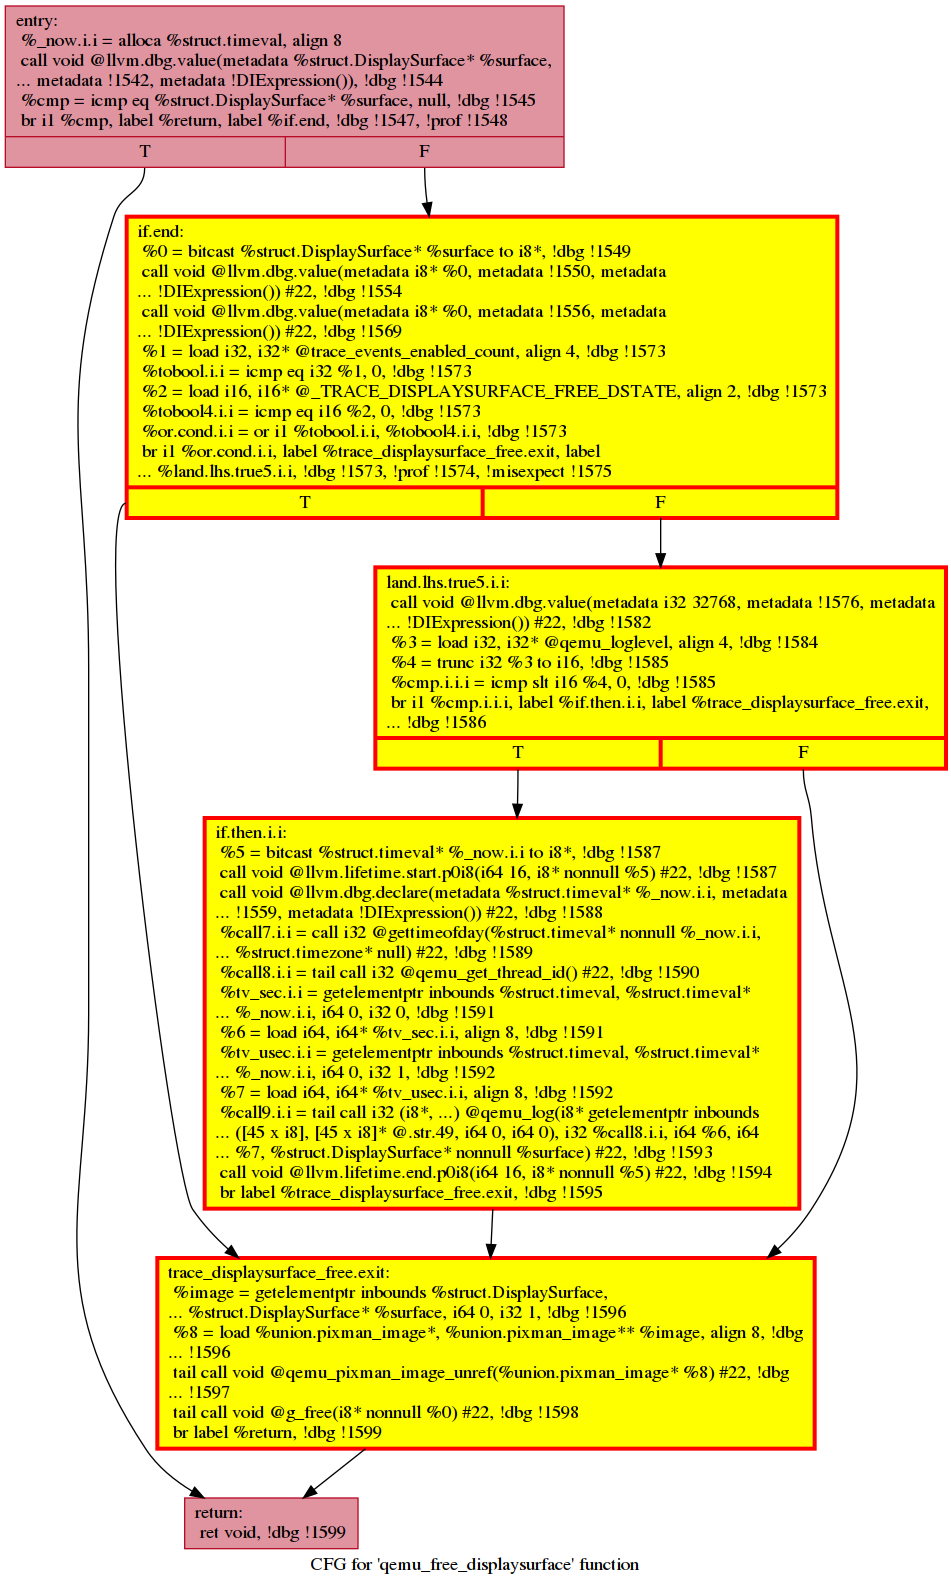 entry:
%_now.i.i = alloca %struct.timeval, align 8
call void @llvm.dbg.value(metadata %struct.DisplaySurface* %surface,
... metadata !1542, metadata !DIExpression()), !dbg !1544
%cmp = icmp eq %struct.DisplaySurface* %surface, null, !dbg !1545
br i1 %cmp, label %return, label %if.end, !dbg !1547, !prof !1548
T
F
if.end:
%0 = bitcast %struct.DisplaySurface* %surface to i8*, !dbg !1549
call void @llvm.dbg.value(metadata i8* %0, metadata !1550, metadata
... !DIExpression()) #22, !dbg !1554
call void @llvm.dbg.value(metadata i8* %0, metadata !1556, metadata
... !DIExpression()) #22, !dbg !1569
%1 = load i32, i32* @trace_events_enabled_count, align 4, !dbg !1573
%tobool.i.i = icmp eq i32 %1, 0, !dbg !1573
%2 = load i16, i16* @_TRACE_DISPLAYSURFACE_FREE_DSTATE, align 2, !dbg !1573
%tobool4.i.i = icmp eq i16 %2, 0, !dbg !1573
%or.cond.i.i = or i1 %tobool.i.i, %tobool4.i.i, !dbg !1573
br i1 %or.cond.i.i, label %trace_displaysurface_free.exit, label
... %land.lhs.true5.i.i, !dbg !1573, !prof !1574, !misexpect !1575
T
F
land.lhs.true5.i.i:
call void @llvm.dbg.value(metadata i32 32768, metadata !1576, metadata
... !DIExpression()) #22, !dbg !1582
%3 = load i32, i32* @qemu_loglevel, align 4, !dbg !1584
%4 = trunc i32 %3 to i16, !dbg !1585
%cmp.i.i.i = icmp slt i16 %4, 0, !dbg !1585
br i1 %cmp.i.i.i, label %if.then.i.i, label %trace_displaysurface_free.exit,
... !dbg !1586
T
F
if.then.i.i:
%5 = bitcast %struct.timeval* %_now.i.i to i8*, !dbg !1587
call void @llvm.lifetime.start.p0i8(i64 16, i8* nonnull %5) #22, !dbg !1587
call void @llvm.dbg.declare(metadata %struct.timeval* %_now.i.i, metadata
... !1559, metadata !DIExpression()) #22, !dbg !1588
%call7.i.i = call i32 @gettimeofday(%struct.timeval* nonnull %_now.i.i,
... %struct.timezone* null) #22, !dbg !1589
%call8.i.i = tail call i32 @qemu_get_thread_id() #22, !dbg !1590
%tv_sec.i.i = getelementptr inbounds %struct.timeval, %struct.timeval*
... %_now.i.i, i64 0, i32 0, !dbg !1591
%6 = load i64, i64* %tv_sec.i.i, align 8, !dbg !1591
%tv_usec.i.i = getelementptr inbounds %struct.timeval, %struct.timeval*
... %_now.i.i, i64 0, i32 1, !dbg !1592
%7 = load i64, i64* %tv_usec.i.i, align 8, !dbg !1592
%call9.i.i = tail call i32 (i8*, ...) @qemu_log(i8* getelementptr inbounds
... ([45 x i8], [45 x i8]* @.str.49, i64 0, i64 0), i32 %call8.i.i, i64 %6, i64
... %7, %struct.DisplaySurface* nonnull %surface) #22, !dbg !1593
call void @llvm.lifetime.end.p0i8(i64 16, i8* nonnull %5) #22, !dbg !1594
br label %trace_displaysurface_free.exit, !dbg !1595
trace_displaysurface_free.exit:
%image = getelementptr inbounds %struct.DisplaySurface,
... %struct.DisplaySurface* %surface, i64 0, i32 1, !dbg !1596
%8 = load %union.pixman_image*, %union.pixman_image** %image, align 8, !dbg
... !1596
tail call void @qemu_pixman_image_unref(%union.pixman_image* %8) #22, !dbg
... !1597
tail call void @g_free(i8* nonnull %0) #22, !dbg !1598
br label %return, !dbg !1599
return:
ret void, !dbg !1599
CFG for 'qemu_free_displaysurface' function